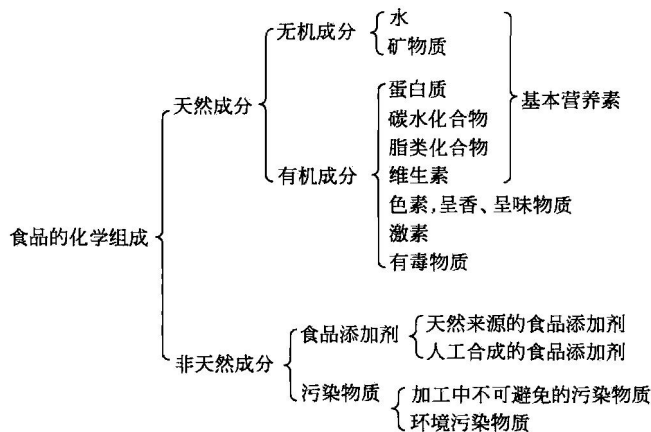 无机成分
水
矿物质
天然成分
有机成分
蛋白质
碳水化合物
脂类化合物
维生素
基本营养素
色素,呈香、呈味物质
激素
有毒物质
食品的化学组成
非天然成分
食品添加剂
天然来源的食品添加剂
人工合成的食品添加剂
污染物质
加工中不可避免的污染物质
环境污染物质